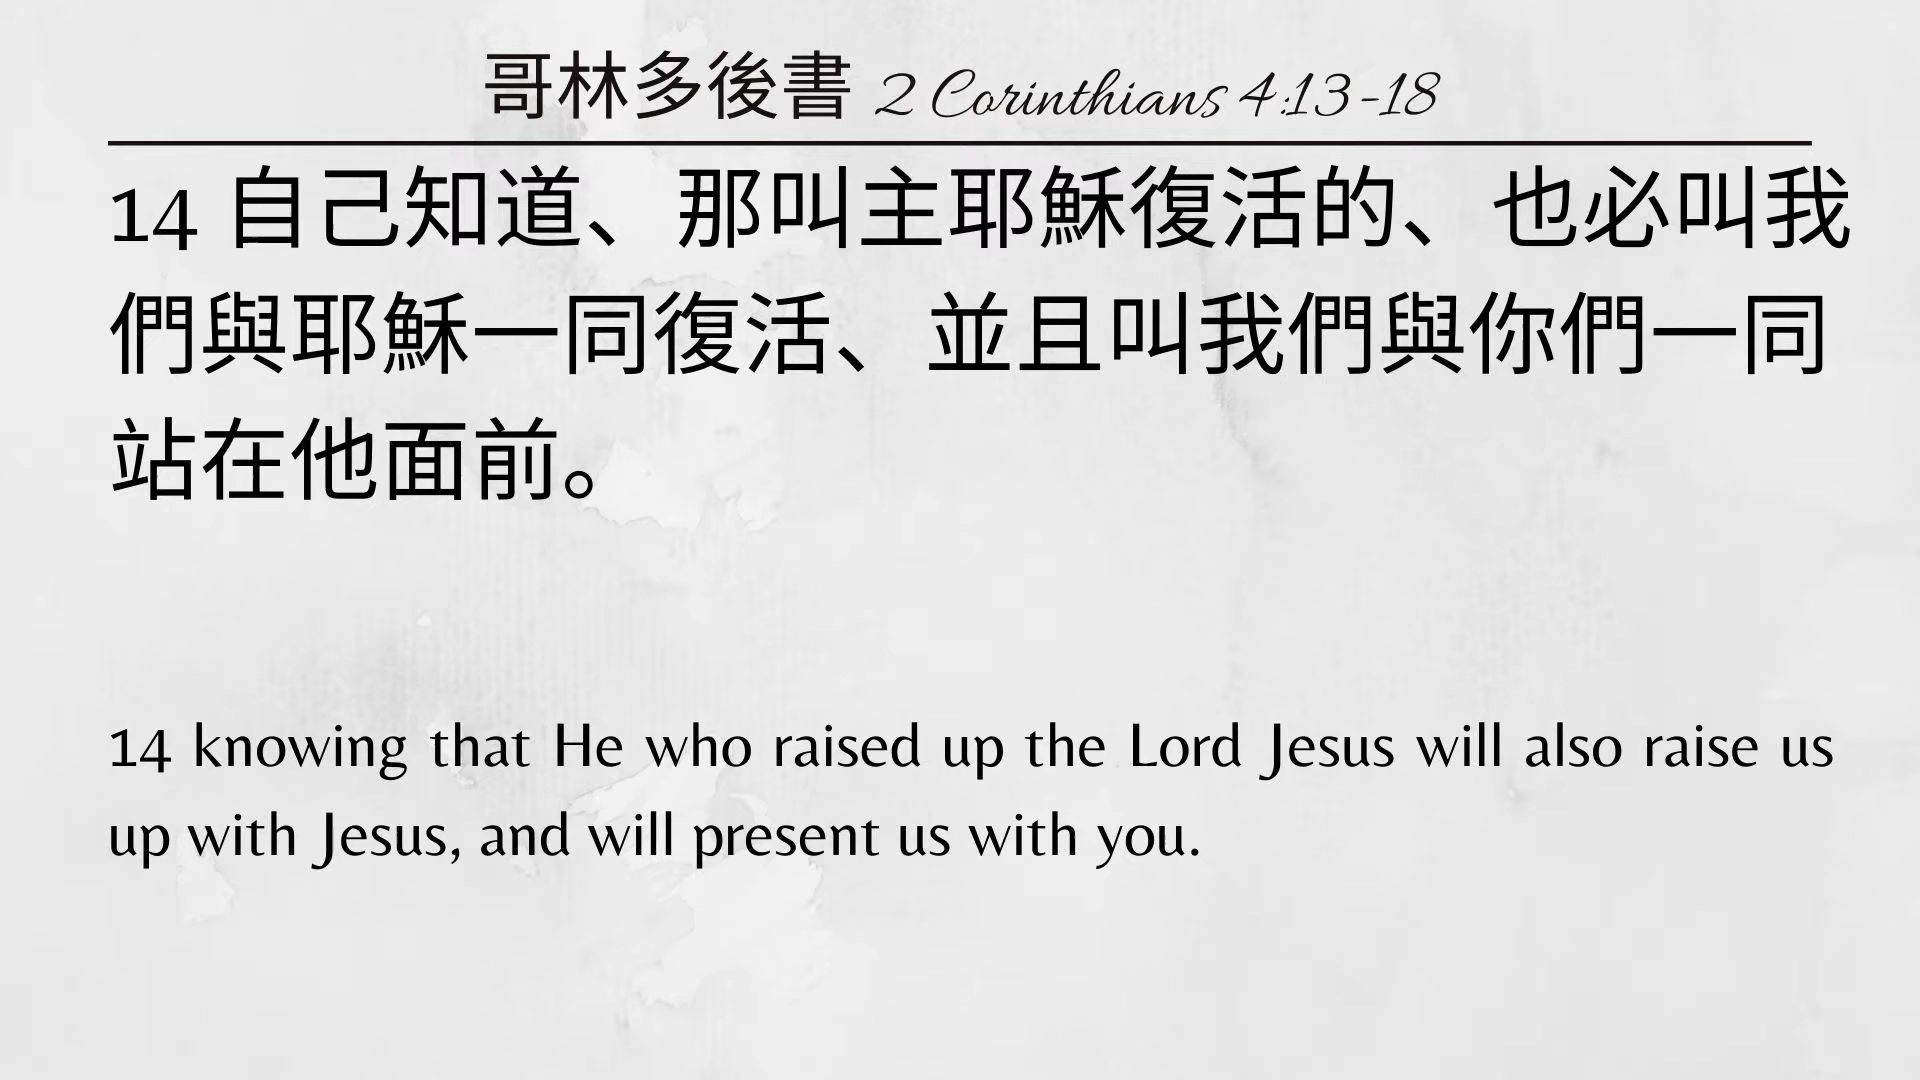 哥林多後書 2 Corinthians 4:13-18
14 自己知道、那叫主耶穌復活的、也必叫我
們與耶穌一同復活、並且叫我們與你們一同
站在他面前。
14 knowing that He who raised up the Lord Jesus will also raise us
up with Jesus, and will present us with you.